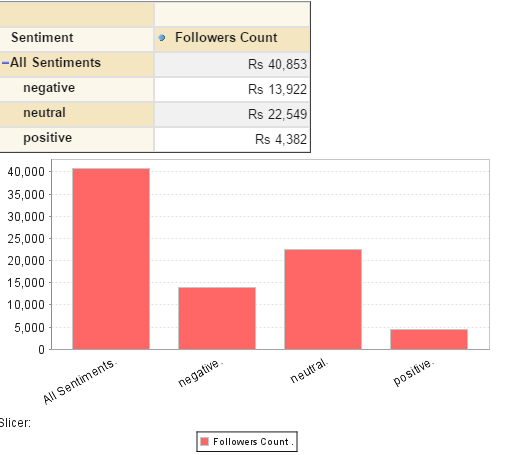 Sentiment Followers Count
All Sentiments Rs 40,853
negative Rs 13,922
neutral Rs 22,549
positive Rs 4,382
40,000
35,000
30,000
25,000
20,000
15,000
10,000
5,000
0
All Sentiments. negative. neutral. positive.
Slicer:
Followers Count .